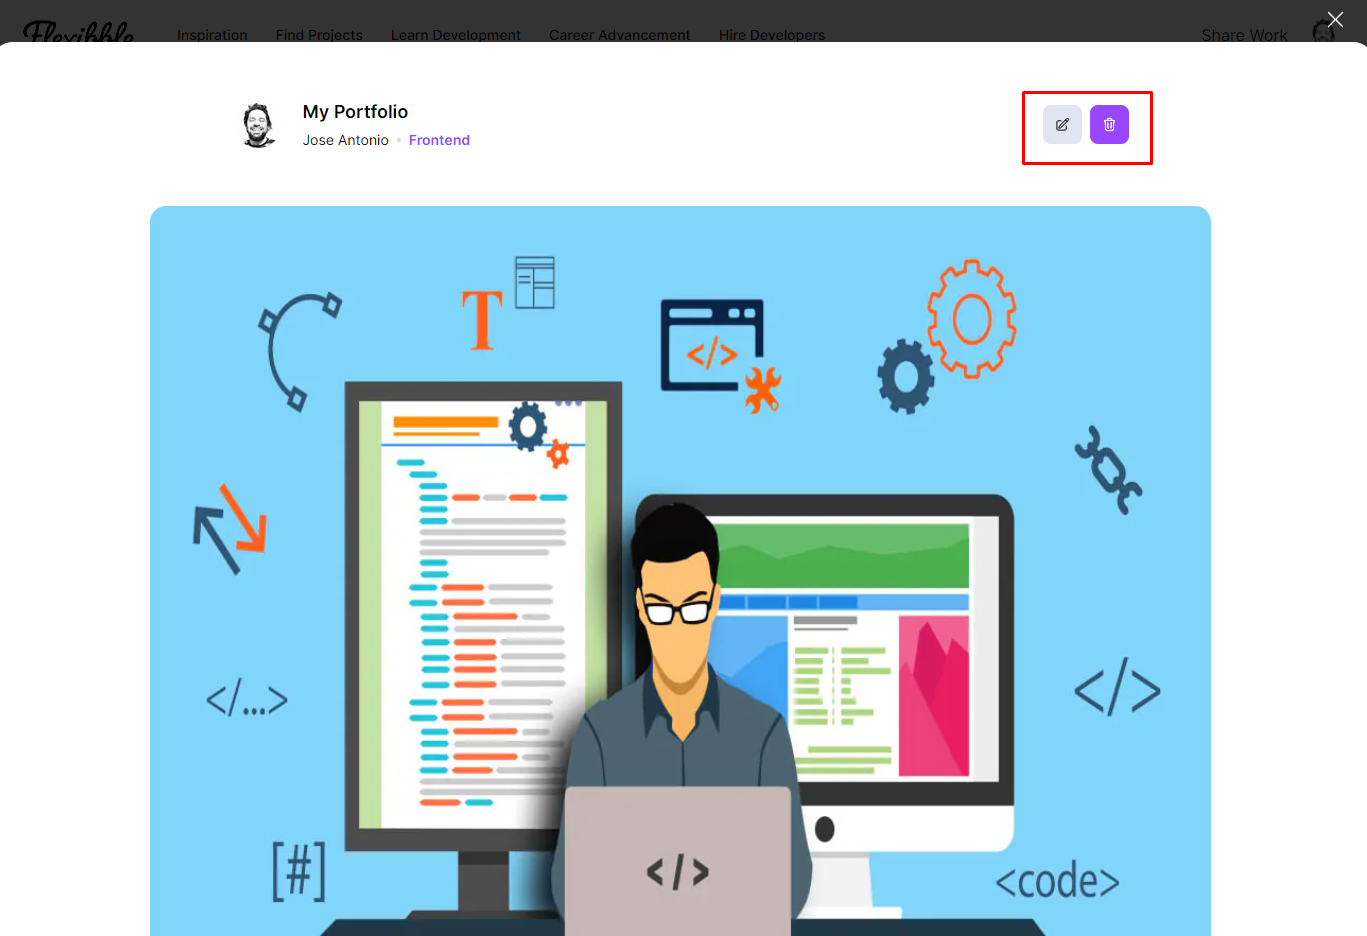 Flexibble
Inspiration
Find Projects
Learn Development
Career Advancement
Hire Developers
Share Work
My Portfolio
Jose Antonio • Frontend
T
</>
</...>
</>
[#]
</>
<code>